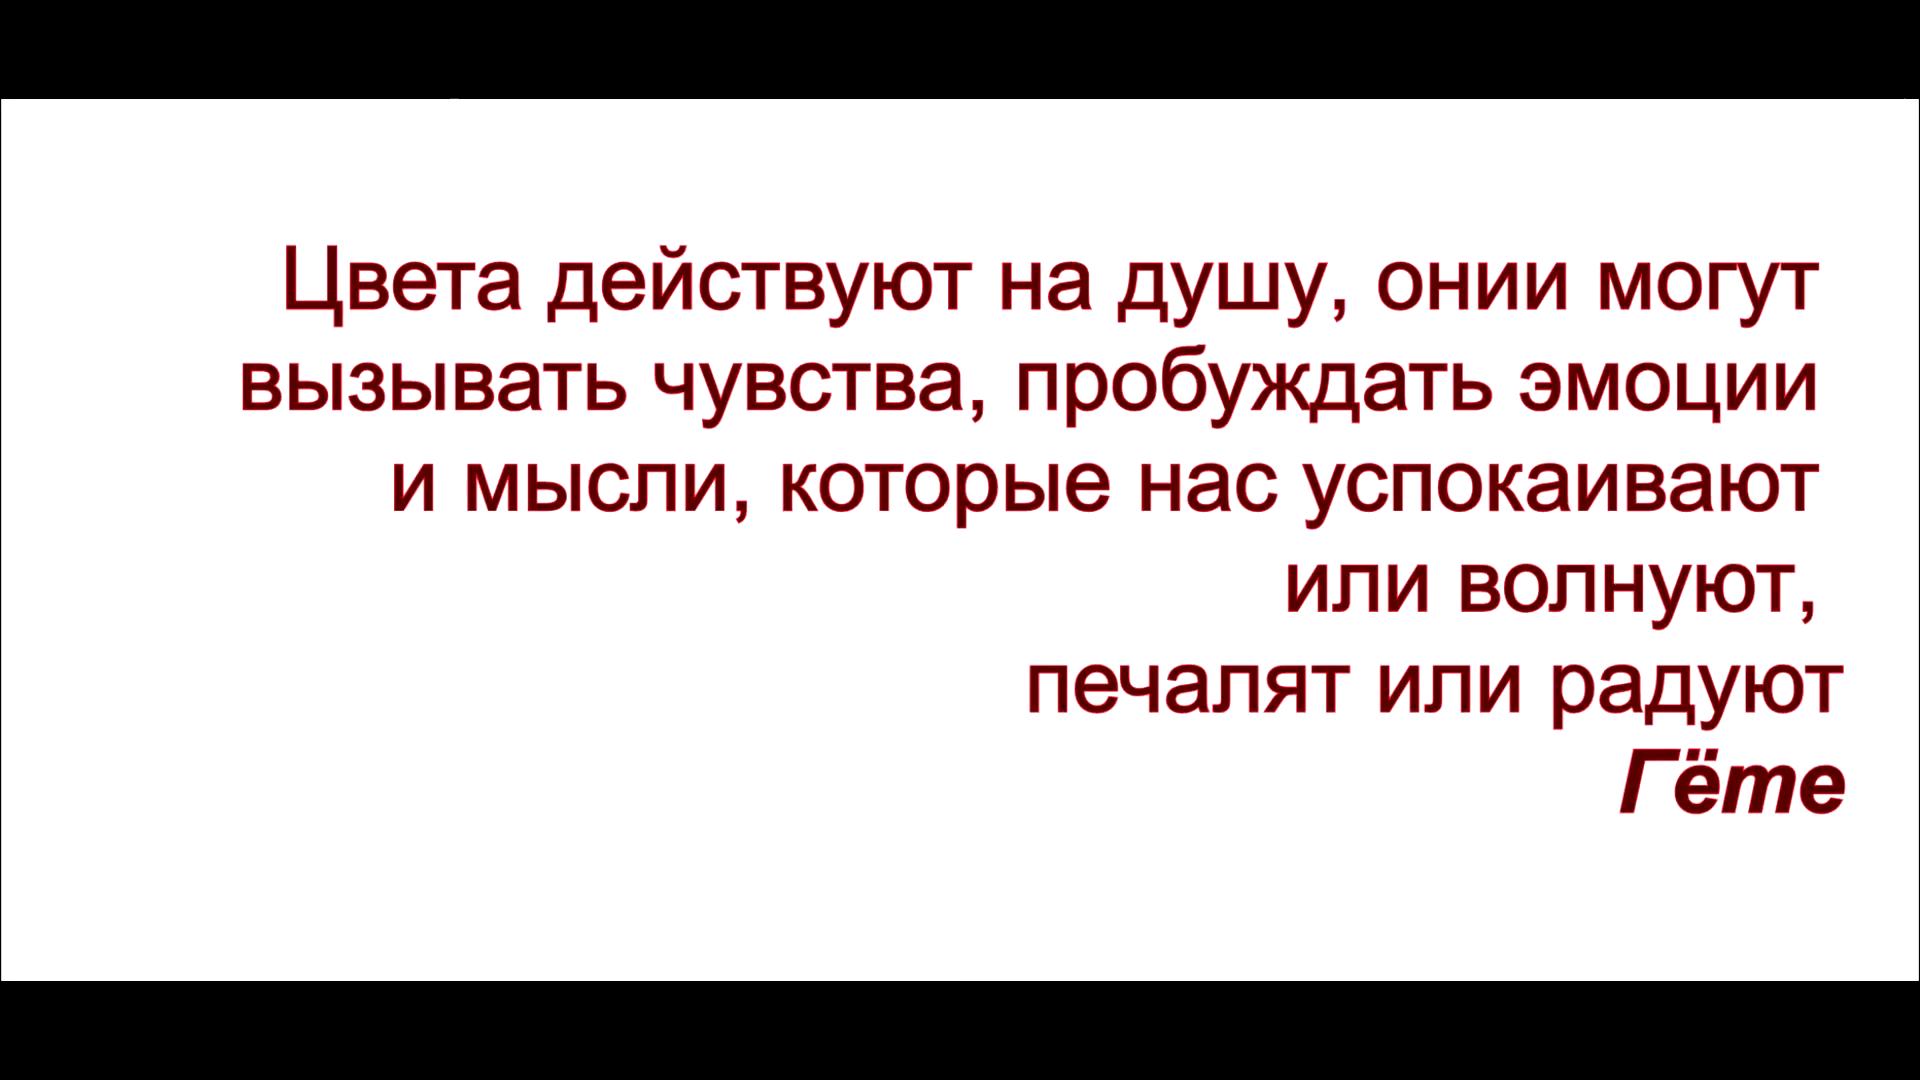 Цвета действуют на душу, онии могут
вызывать чувства, пробуждать эмоции
и мысли, которые нас успокаивают
или волнуют,
печалят или радуют
Гёте